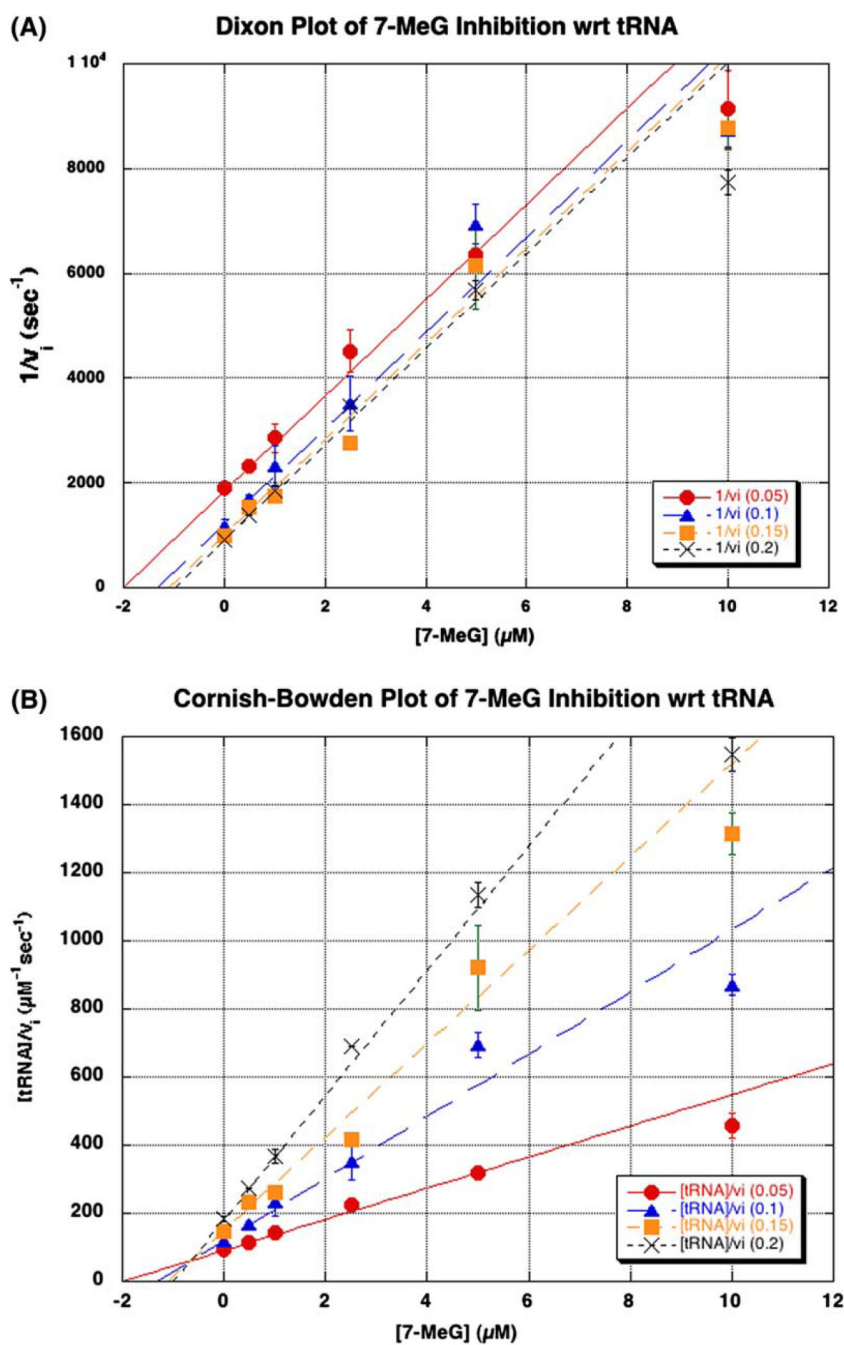 (A)
Dixon Plot of 7-MeG Inhibition wrt tRNA
1 10⁴
8000
6000
4000
2000
0
1/vᵢ (sec⁻¹)
1/vi (0.05)
1/vi (0.1)
1/vi (0.15)
1/vi (0.2)
-2 0 2 4 6 8 10 12
[7-MeG] (µM)
(B)
Cornish-Bowden Plot of 7-MeG Inhibition wrt tRNA
1600
1400
1200
1000
800
600
400
200
0
[tRNA]/vᵢ (µM⁻¹ sec⁻¹)
[tRNA]/vi (0.05)
[tRNA]/vi (0.1)
[tRNA]/vi (0.15)
[tRNA]/vi (0.2)
-2 0 2 4 6 8 10 12
[7-MeG] (µM)